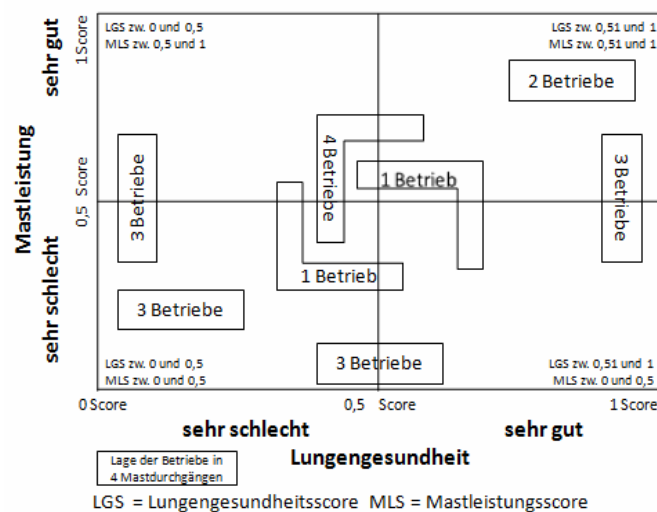 LGS zw. 0 und 0,5
MLS zw. 0,5 und 1
LGS zw. 0,51 und 1
MLS zw. 0,51 und 1
sehr gut
1 Score
2 Betriebe
Mastleistung
0,5 Score
3 Betriebe
4 Betriebe
1 Betrieb
3 Betriebe
sehr schlecht
1 Betrieb
3 Betriebe
3 Betriebe
LGS zw. 0 und 0,5
MLS zw. 0 und 0,5
LGS zw. 0,51 und 1
MLS zw. 0 und 0,5
0 Score
0,5 Score
1 Score
sehr schlecht
sehr gut
Lungengesundheit
Lage der Betriebe in
4 Mastdurchgängen
LGS = Lungengesundheitsscore MLS = Mastleistungsscore